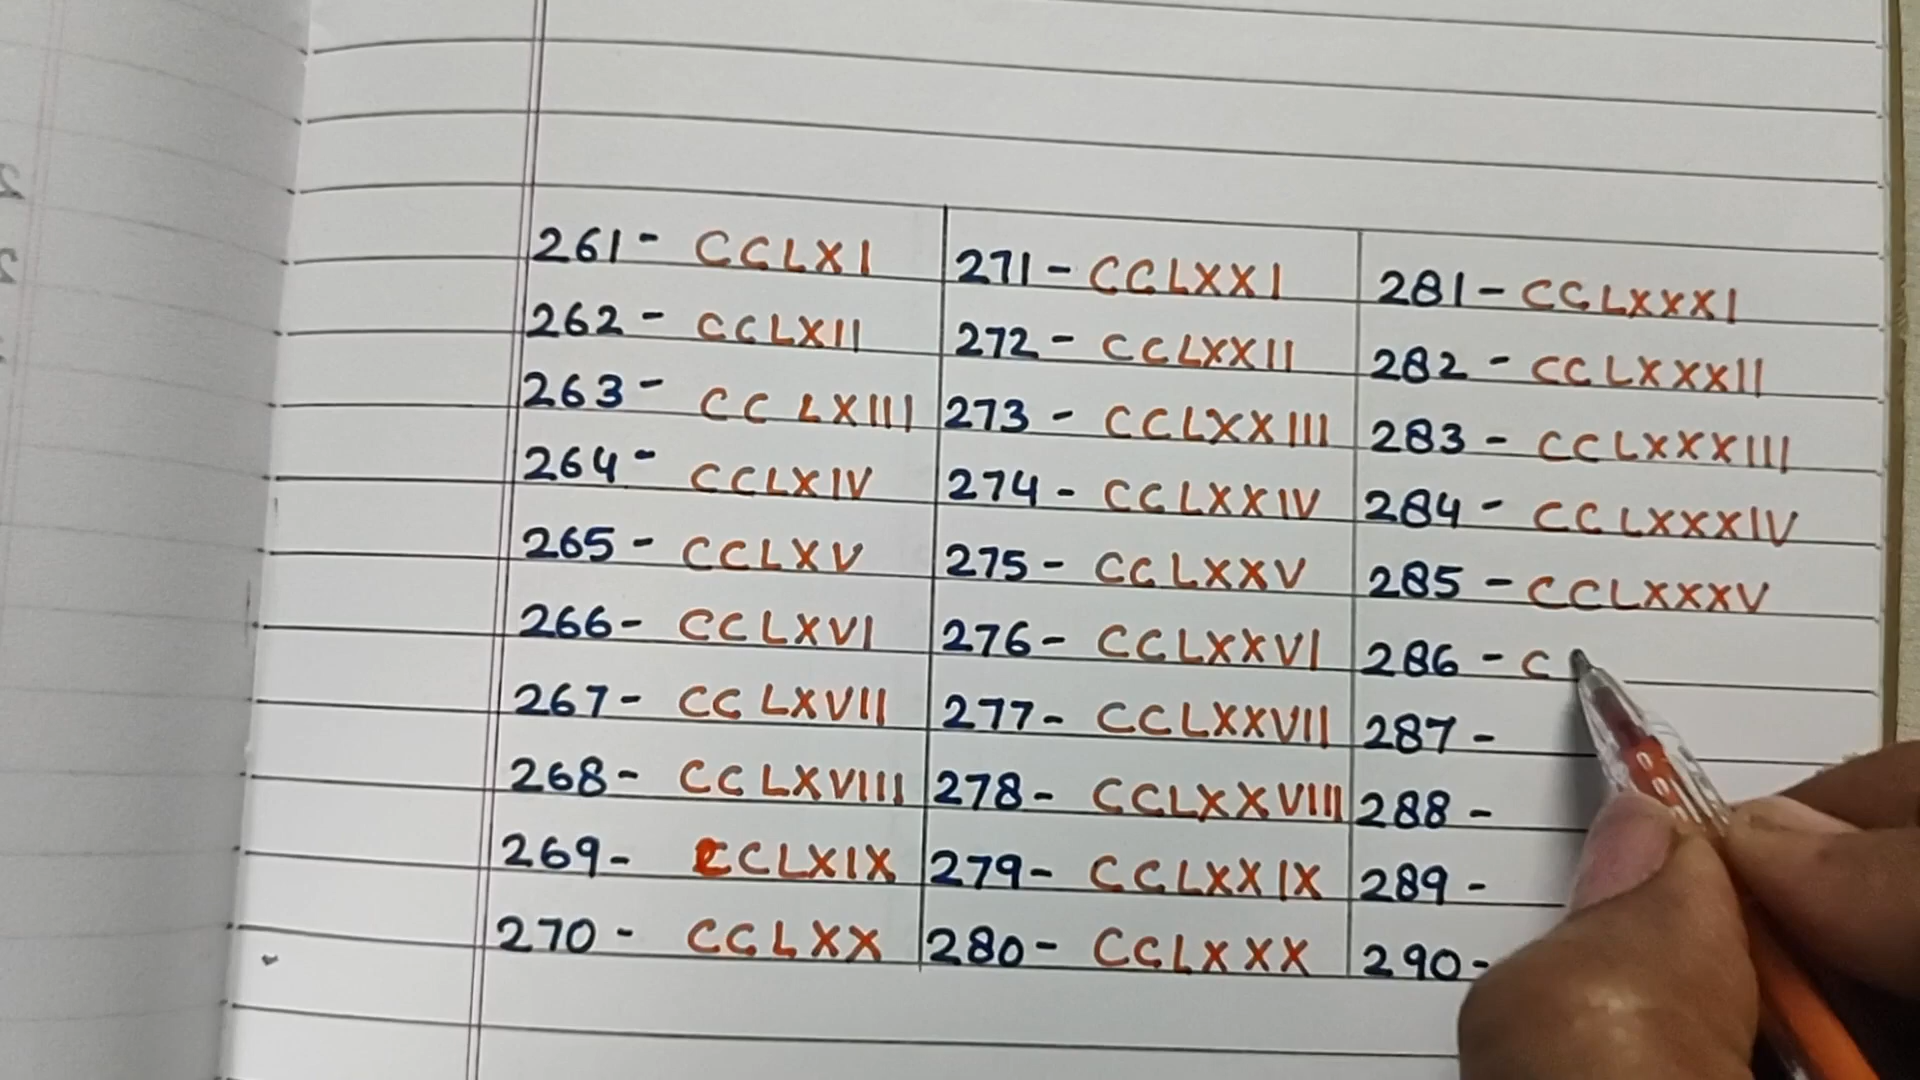 261 - CCLXI
262 - CCLXII
263 - CCLXIII
264 - CCLXIV
265 - CCLXV
266 - CCLXVI
267 - CCLXVII
268 - CCLXVIII
269 - CCLXIX
270 - CCLXX
271 - CCLXXI
272 - CCLXXII
273 - CCLXXIII
274 - CCLXXIV
275 - CCLXXV
276 - CCLXXVI
277 - CCLXXVII
278 - CCLXXVIII
279 - CCLXXIX
280 - CCLXXX
281 - CCLXXXI
282 - CCLXXXII
283 - CCLXXXIII
284 - CCLXXXIV
285 - CCLXXXV
286 - C
287 -
288 -
289 -
290 -